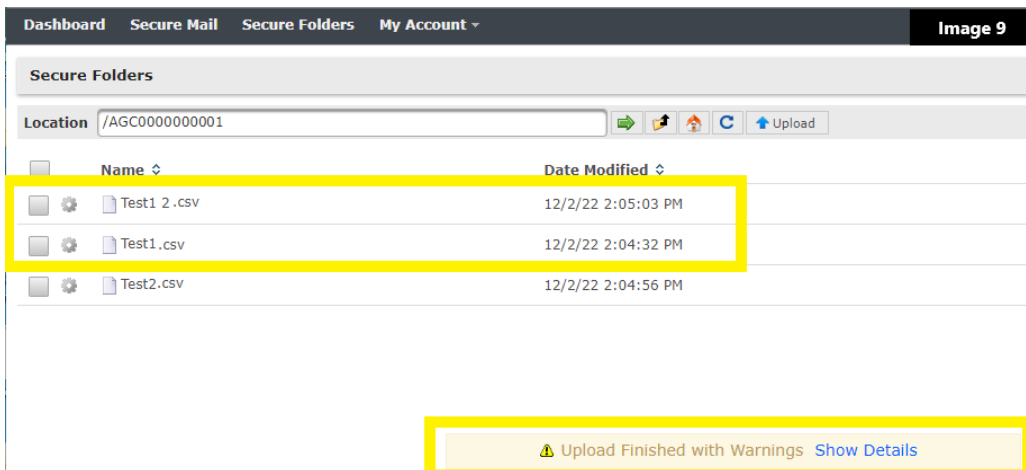 Dashboard Secure Mail Secure Folders My Account Image 9
Secure Folders
Location /AGC0000000001 Upload
Name Date Modified
Test1 2.csv 12/2/22 2:05:03 PM
Test1.csv 12/2/22 2:04:32 PM
Test2.csv 12/2/22 2:04:56 PM
Upload Finished with Warnings Show Details